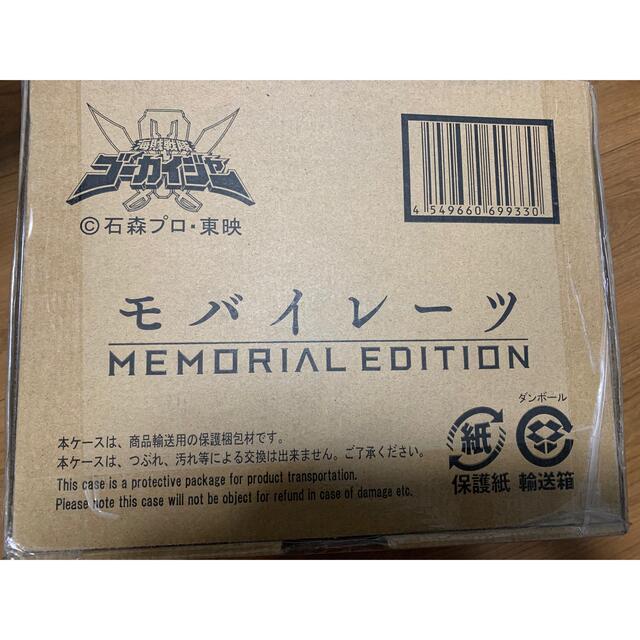 海賊戦隊
ゴーカイジャー
©石森プロ・東映
4 549660 699330
モバイレーツ
MEMORIAL EDITION
本ケースは、商品輸送用の保護梱包材です。
本ケースは、つぶれ、汚れ等による交換は出来ません。ご了承ください。
This case is a protective package for product transportation.
Please note this case will not be object for refund in case of damage etc.
紙
保護紙
ダンボール
輸送箱